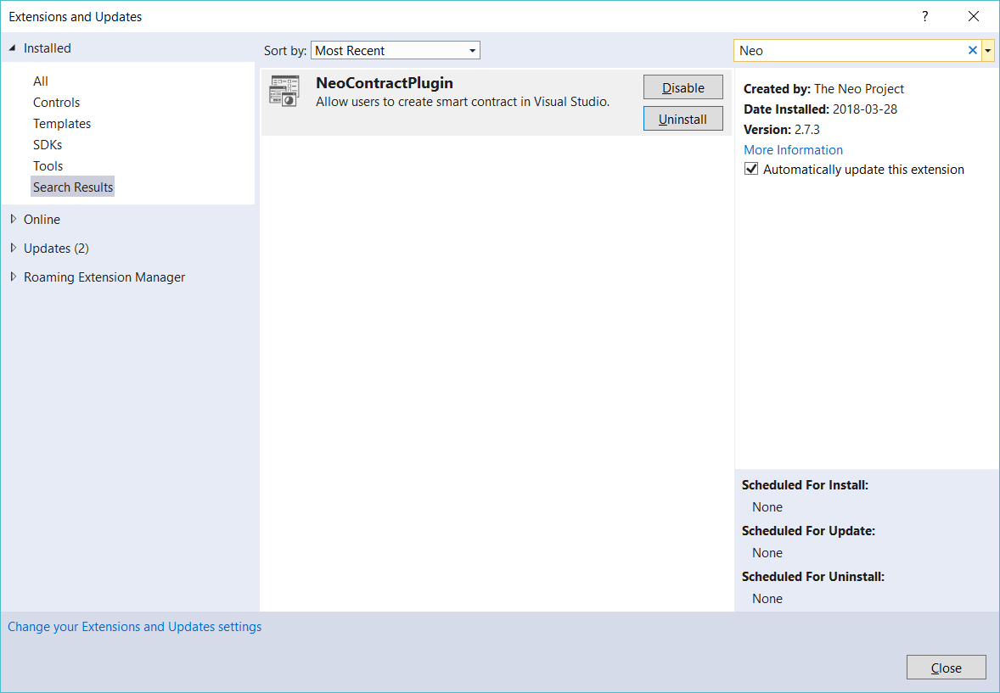 Extensions and Updates
?
Installed
Sort by: Most Recent
Neo
All
Controls
Templates
SDKs
Tools
Search Results
Online
Updates (2)
Roaming Extension Manager
NeoContractPlugin
Allow users to create smart contract in Visual Studio.
Disable
Uninstall
Created by: The Neo Project
Date Installed: 2018-03-28
Version: 2.7.3
More Information
Automatically update this extension
Scheduled For Install:
None
Scheduled For Update:
None
Scheduled For Uninstall:
None
Change your Extensions and Updates settings
Close